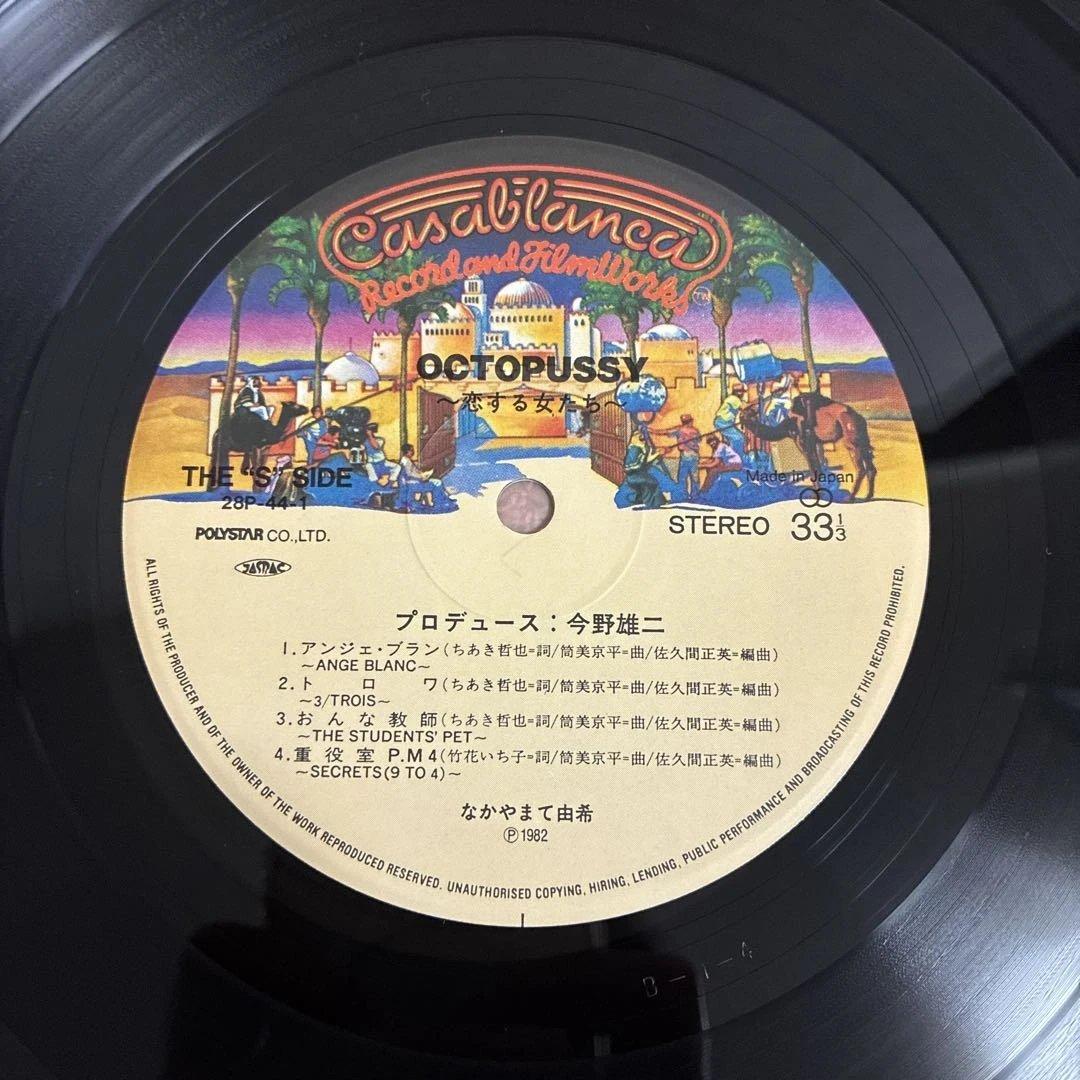 Casablanca
Record and FilmWorks TM
OCTOPUSSY
～恋する女たち～
THE "S" SIDE
28P-44-1
POLYSTAR CO.,LTD.
JASRAC
Made in Japan
STEREO 33 1/3
プロデュース：今野雄二
1.アンジェ・ブラン(ちあき哲也=詞/筒美京平=曲/佐久間正英=編曲)
～ANGE BLANC～
2.トロワ(ちあき哲也=詞/筒美京平=曲/佐久間正英=編曲)
～3/TROIS～
3.おんな教師(ちあき哲也=詞/筒美京平=曲/佐久間正英=編曲)
～THE STUDENTS' PET～
4.重役室 P.M 4(竹花いち子=詞/筒美京平=曲/佐久間正英=編曲)
～SECRETS(9 TO 4)～
なかやまて由希
Ⓟ1982
ALL RIGHTS OF THE PRODUCER AND OF THE OWNER OF THE WORK REPRODUCED RESERVED. UNAUTHORISED COPYING, HIRING, LENDING, PUBLIC PERFORMANCE AND BROADCASTING OF THIS RECORD PROHIBITED.